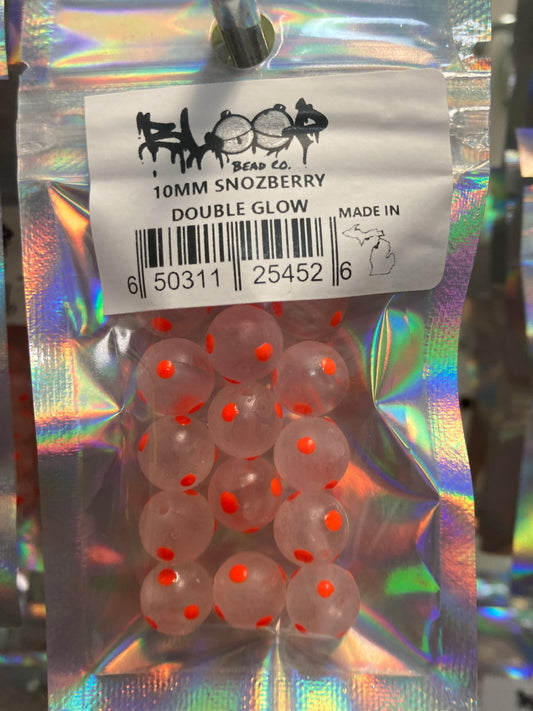 BLOOP
BEAD CO.
10MM SNOZBERRY
DOUBLE GLOW
MADE IN
6 50311 25452 6